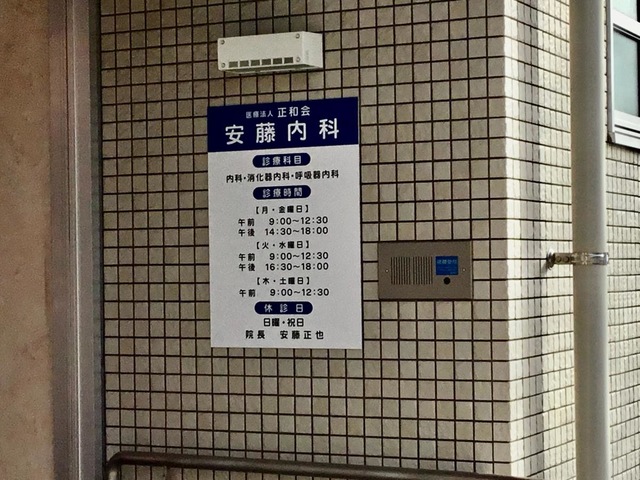 医療法人 正和会
安藤内科
診療科目
内科・消化器内科・呼吸器内科
診療時間
【月・金曜日】
午前 9:00~12:30
午後 14:30~18:00
【火・水曜日】
午前 9:00~12:30
午後 16:30~18:00
【木・土曜日】
午前 9:00~12:30
休診日
日曜・祝日
院長 安藤正也